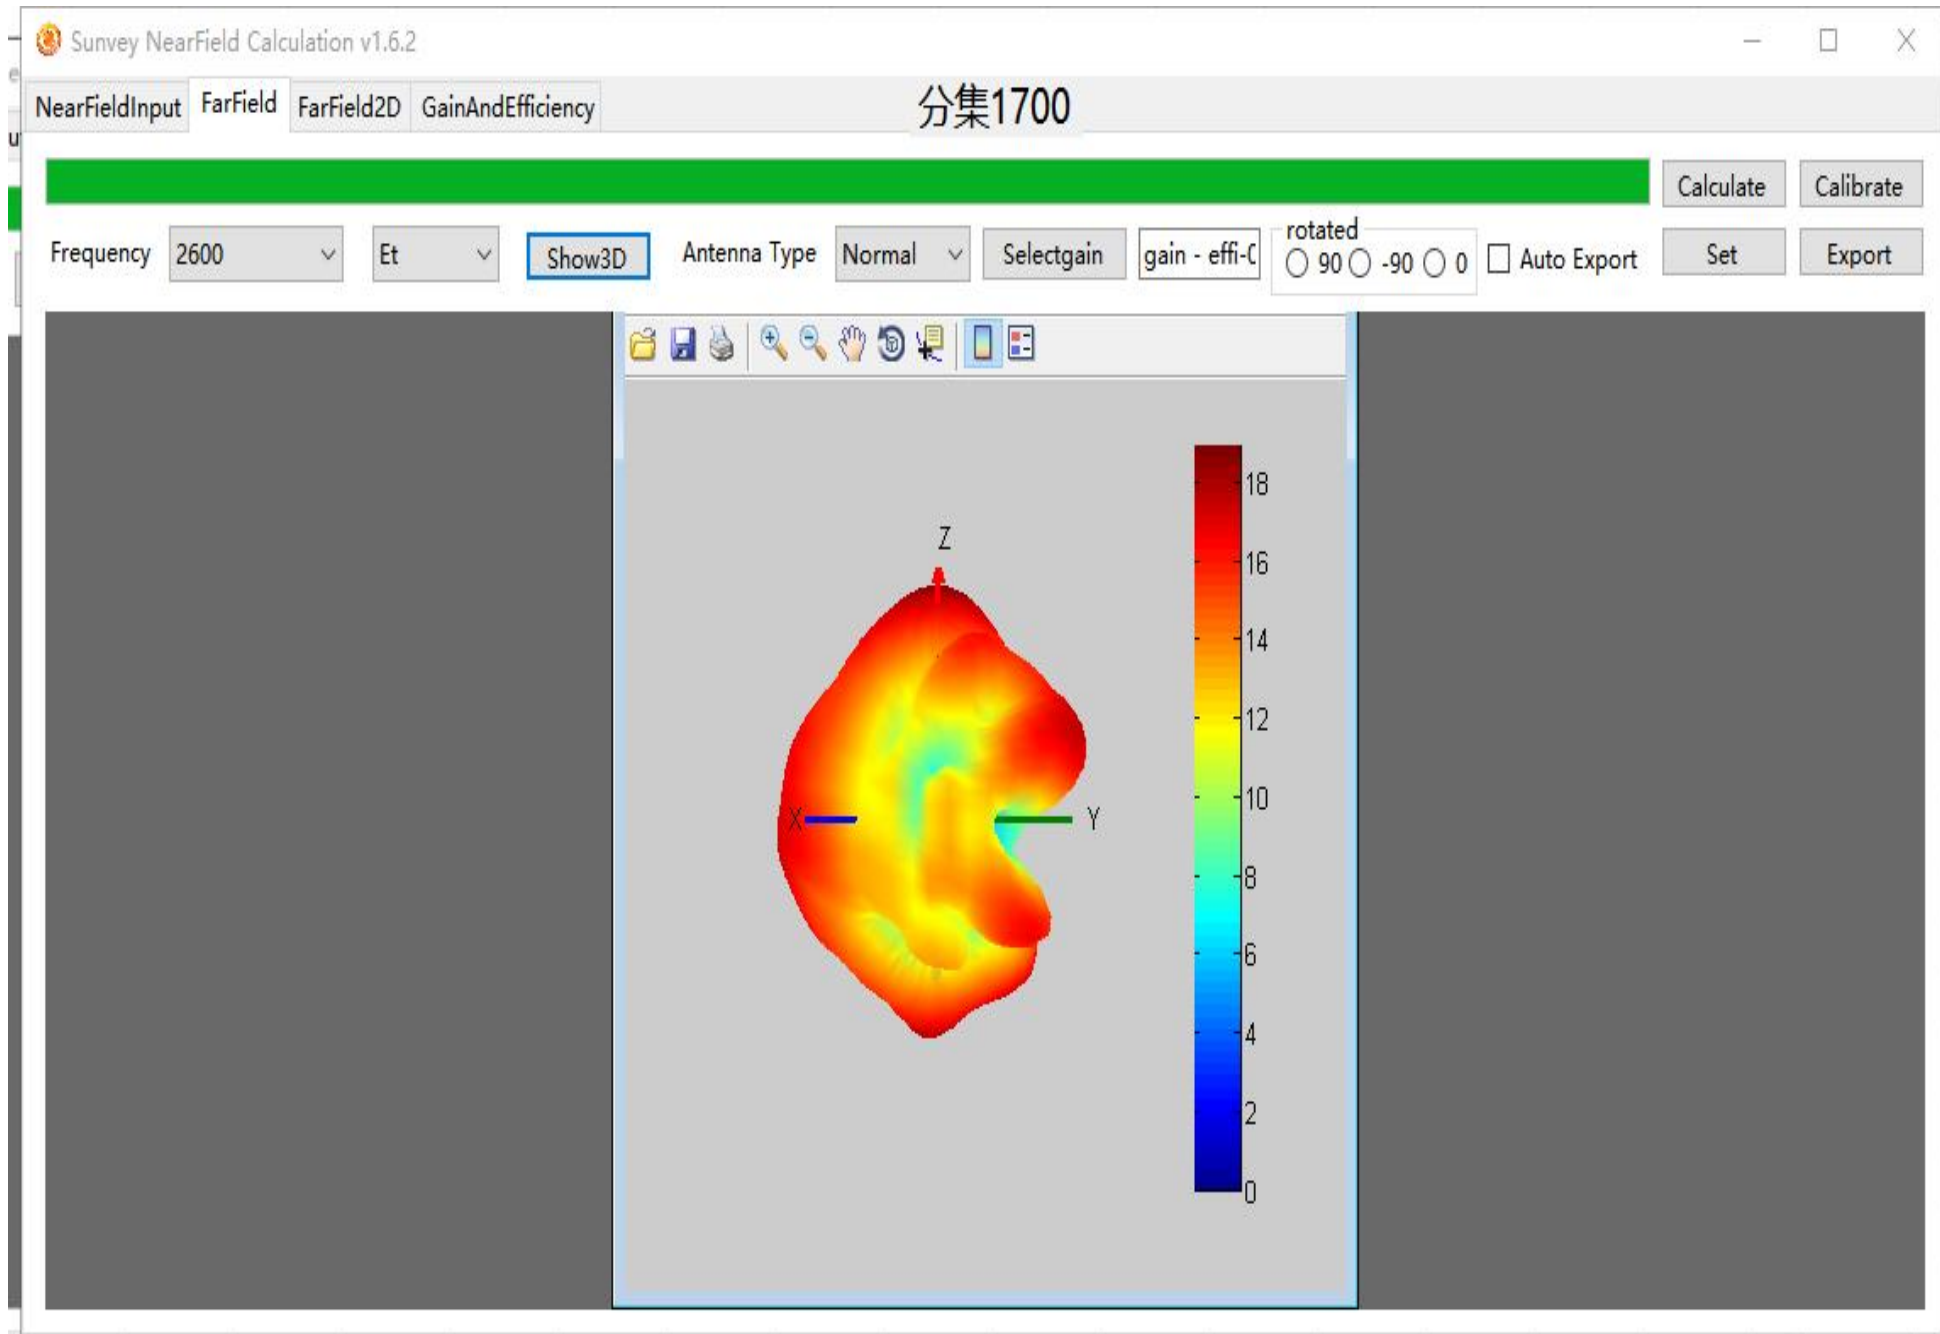 Sunvey NearField Calculation v1.6.2
NearFieldInput FarField FarField2D GainAndEfficiency 分集1700
Calculate Calibrate
Frequency 2600 Et Show3D Antenna Type Normal Selectgain gain - effi-( rotated 90 -90 0 Auto Export Set Export
18
Z
16
14
12
10
X Y
8
6
4
2
0